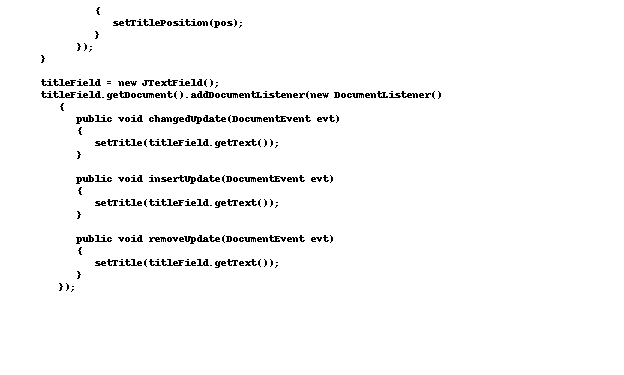 {
setTitlePosition(pos);
}
});
}
titleField = new JTextField();
titleField.getDocument().addDocumentListener(new DocumentListener()
{
public void changedUpdate(DocumentEvent evt)
{
setTitle(titleField.getText());
}
public void insertUpdate(DocumentEvent evt)
{
setTitle(titleField.getText());
}
public void removeUpdate(DocumentEvent evt)
{
setTitle(titleField.getText());
}
});